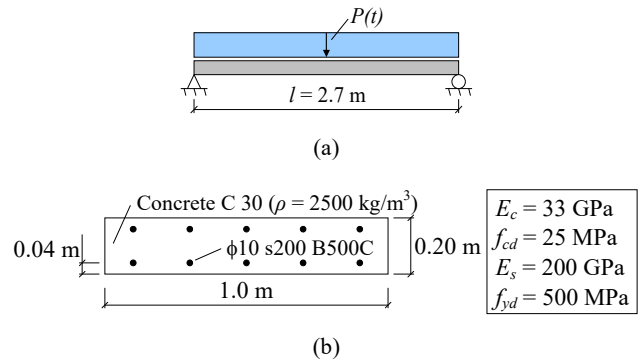 P(t)
l = 2.7 m
(a)
Concrete C 30 (ρ = 2500 kg/m³)
0.04 m
ϕ10 s200 B500C
0.20 m
1.0 m
E_c = 33 GPa
f_cd = 25 MPa
E_s = 200 GPa
f_yd = 500 MPa
(b)